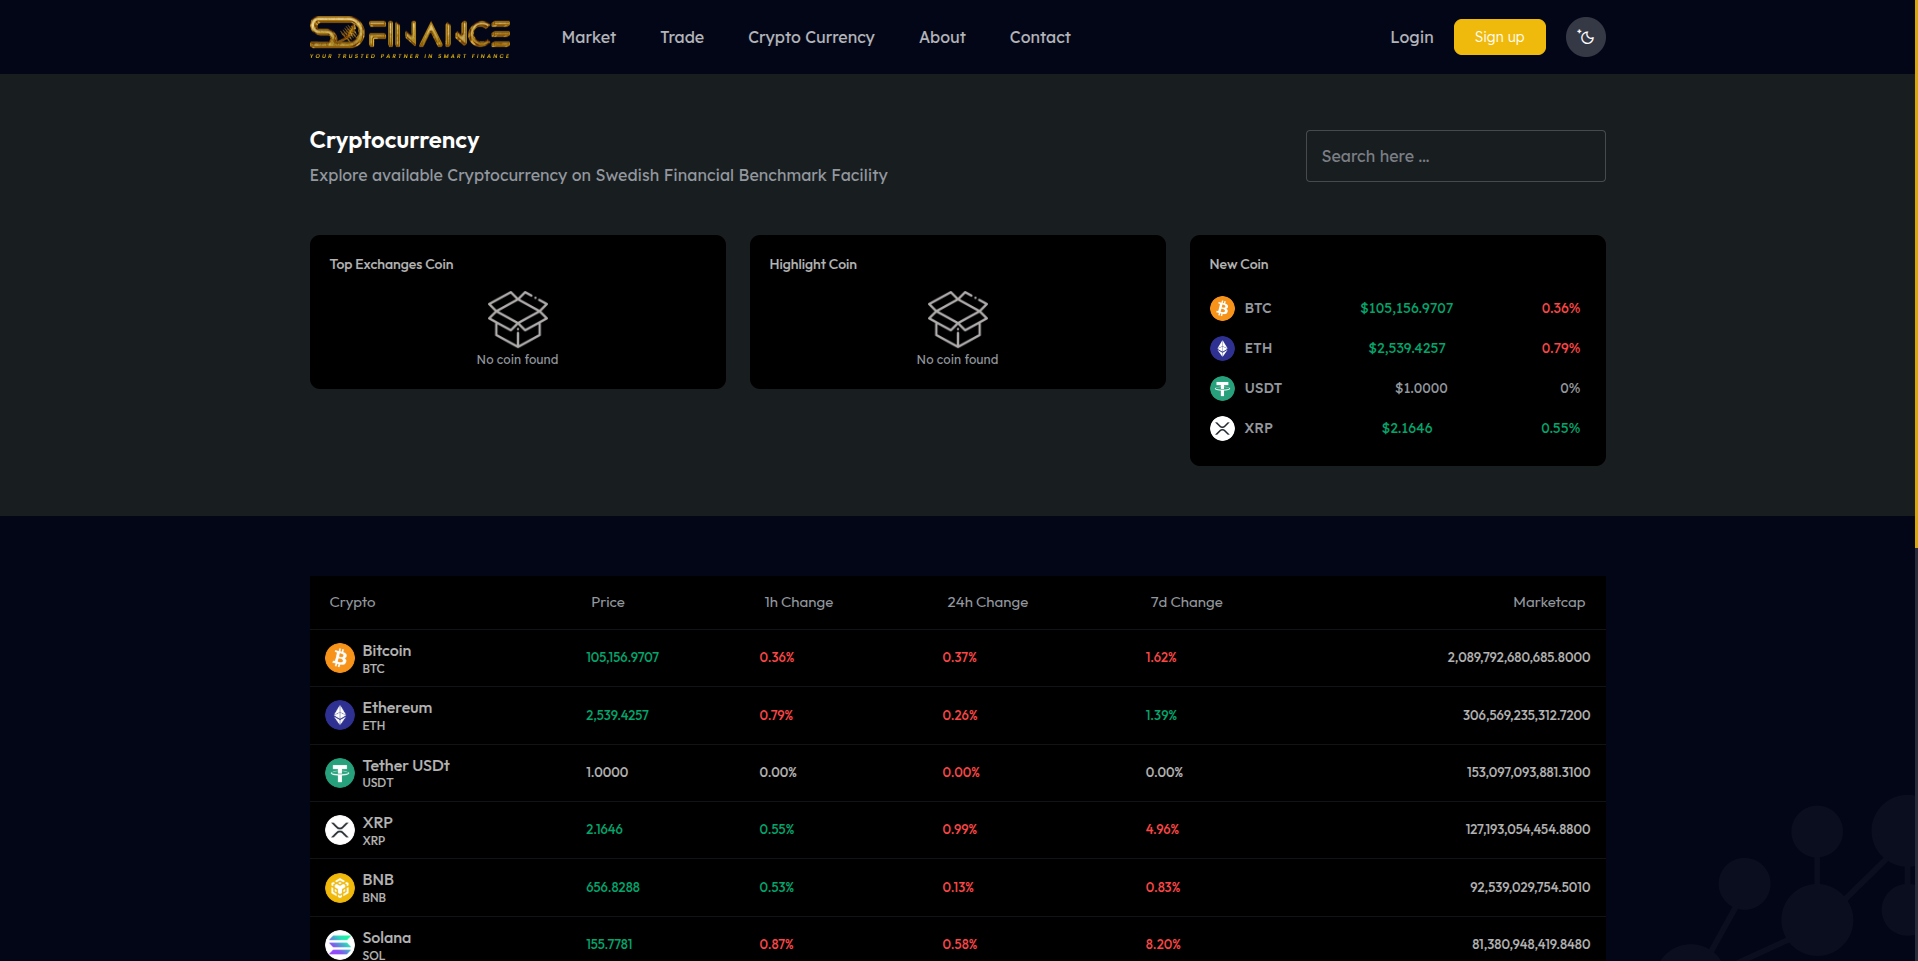 SDFINANCE
YOUR TRUSTED PARTNER IN SMART FINANCE
Market Trade Crypto Currency About Contact Login Sign up
Cryptocurrency
Explore available Cryptocurrency on Swedish Financial Benchmark Facility
Search here ...
Top Exchanges Coin
No coin found
Highlight Coin
No coin found
New Coin
BTC $105,156.9707 0.36%
ETH $2,539.4257 0.79%
USDT $1.0000 0%
XRP $2.1646 0.55%
Crypto Price 1h Change 24h Change 7d Change Marketcap
Bitcoin
BTC
105,156.9707 0.36% 0.37% 1.62% 2,089,792,680,685.8000
Ethereum
ETH
2,539.4257 0.79% 0.26% 1.39% 306,569,235,312.7200
Tether USDt
USDT
1.0000 0.00% 0.00% 0.00% 153,097,093,881.3100
XRP
XRP
2.1646 0.55% 0.99% 4.96% 127,193,054,454.8800
BNB
BNB
656.8288 0.53% 0.13% 0.83% 92,539,029,754.5010
Solana
SOL
155.7781 0.87% 0.58% 8.20% 81,380,948,419.8480